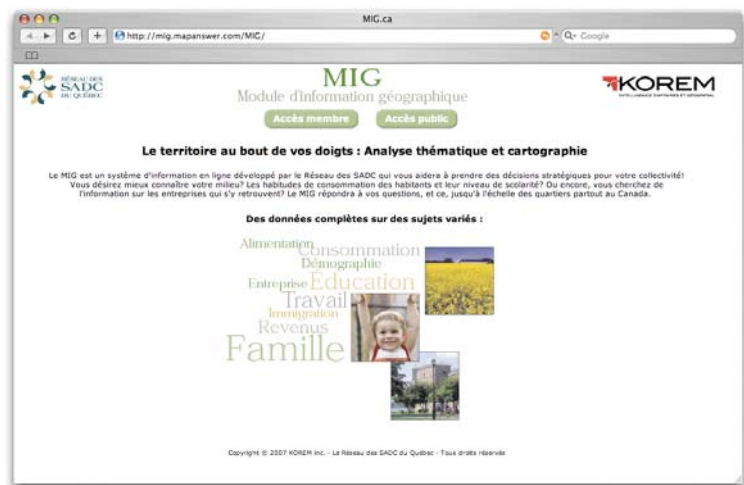 MIG.ca
http://mig.mapanswer.com/MIG/
Google
RÉSEAU DES
SADC
DU QUÉBEC
MIG
Module d'information géographique
KOREM
INTELLIGENCE D'AFFAIRES ET GÉOSPATIAL
Accès membre
Accès public
Le territoire au bout de vos doigts : Analyse thématique et cartographie
Le MIG est un système d'information en ligne développé par le Réseau des SADC qui vous aidera à prendre des décisions stratégiques pour votre collectivité!
Vous désirez mieux connaître votre milieu? Les habitudes de consommation des habitants et leur niveau de scolarité? Ou encore, vous cherchez de
l'information sur les entreprises qui s'y retrouvent? Le MIG répondra à vos questions, et ce, jusqu'à l'échelle des quartiers partout au Canada.
Des données complètes sur des sujets variés :
Alimentation
Consommation
Démographie
Entreprise
Éducation
Travail
Immigration
Revenus
Famille
Copyright © 2007 KOREM inc. - Le Réseau des SADC du Québec - Tous droits réservés